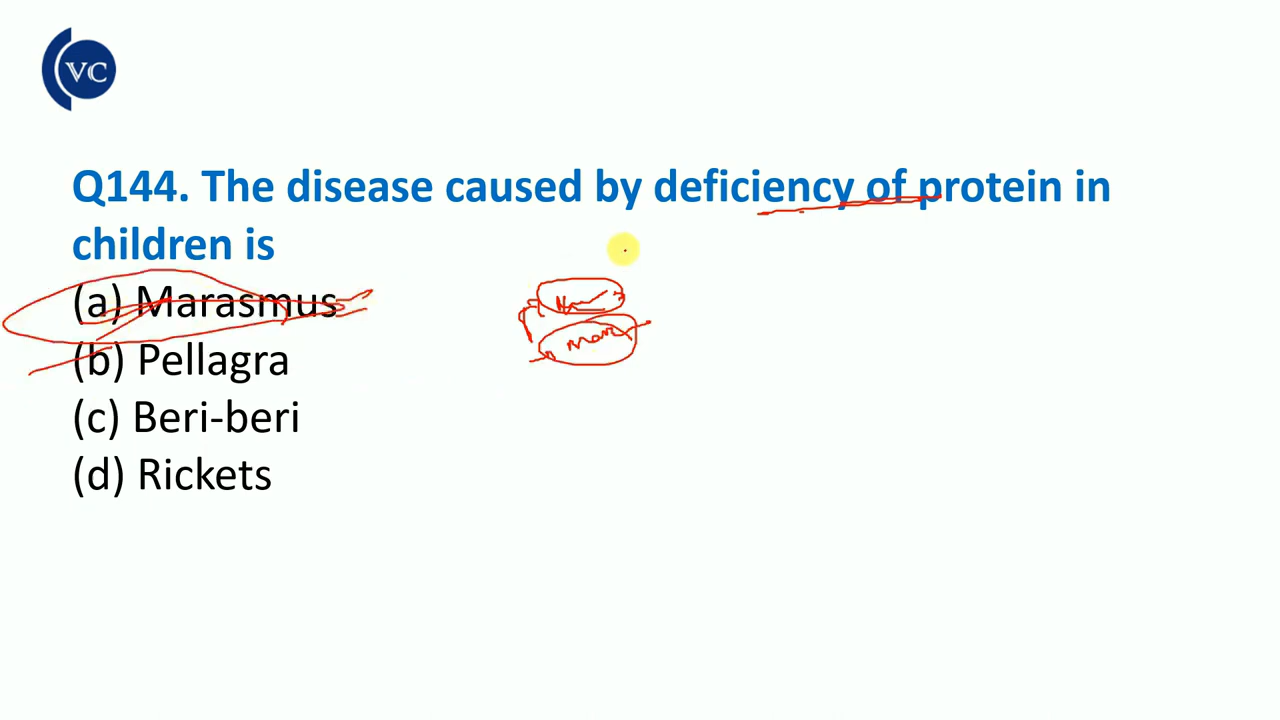 VC
Q144. The disease caused by deficiency of protein in
children is
(a) Marasmus
(b) Pellagra
(c) Beri-beri
(d) Rickets